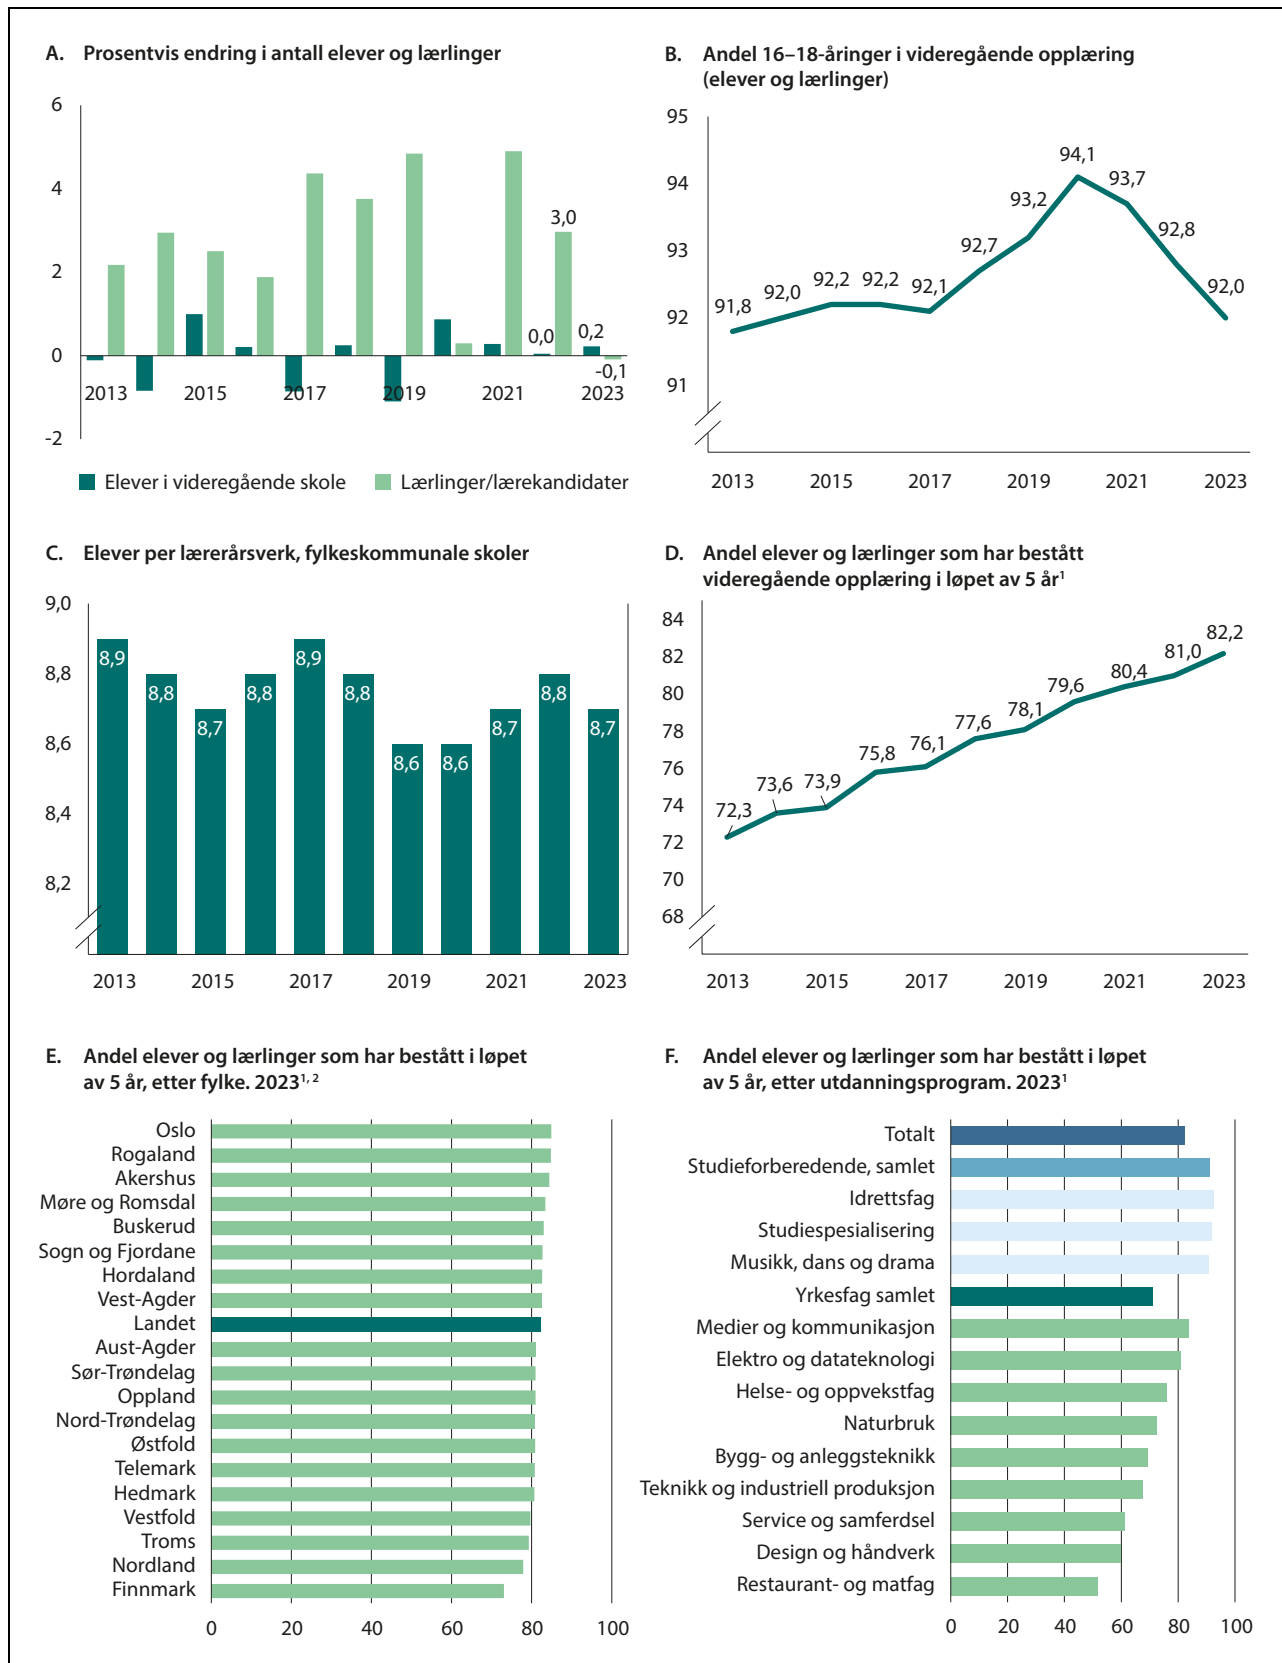 A. Prosentvis endring i antall elever og lærlinger
6
4
2
0
-2
3,0
0,0
0,2
-0,1
2013 2015 2017 2019 2021 2023
Elever i videregående skole Lærlinger/lærekandidater
B. Andel 16–18-åringer i videregående opplæring
(elever og lærlinger)
95
94
93
92
91
91,8 92,0 92,2 92,2 92,1 92,7 93,2 94,1 93,7 92,8 92,0
2013 2015 2017 2019 2021 2023
C. Elever per lærerårsverk, fylkeskommunale skoler
9,0
8,8
8,6
8,4
8,2
8,9 8,8 8,7 8,8 8,9 8,8 8,6 8,6 8,7 8,8 8,7
2013 2015 2017 2019 2021 2023
D. Andel elever og lærlinger som har bestått
videregående opplæring i løpet av 5 år¹
84
82
80
78
76
74
72
70
68
72,3 73,6 73,9 75,8 76,1 77,6 78,1 79,6 80,4 81,0 82,2
2013 2015 2017 2019 2021 2023
E. Andel elever og lærlinger som har bestått i løpet
av 5 år, etter fylke. 2023¹, ²
Oslo
Rogaland
Akershus
Møre og Romsdal
Buskerud
Sogn og Fjordane
Hordaland
Vest-Agder
Landet
Aust-Agder
Sør-Trøndelag
Oppland
Nord-Trøndelag
Østfold
Telemark
Hedmark
Vestfold
Troms
Nordland
Finnmark
0 20 40 60 80 100
F. Andel elever og lærlinger som har bestått i løpet
av 5 år, etter utdanningsprogram. 2023¹
Totalt
Studieforberedende, samlet
Idrettsfag
Studiespesialisering
Musikk, dans og drama
Yrkesfag samlet
Medier og kommunikasjon
Elektro og datateknologi
Helse- og oppvekstfag
Naturbruk
Bygg- og anleggsteknikk
Teknikk og industriell produksjon
Service og samferdsel
Design og håndverk
Restaurant- og matfag
0 20 40 60 80 100